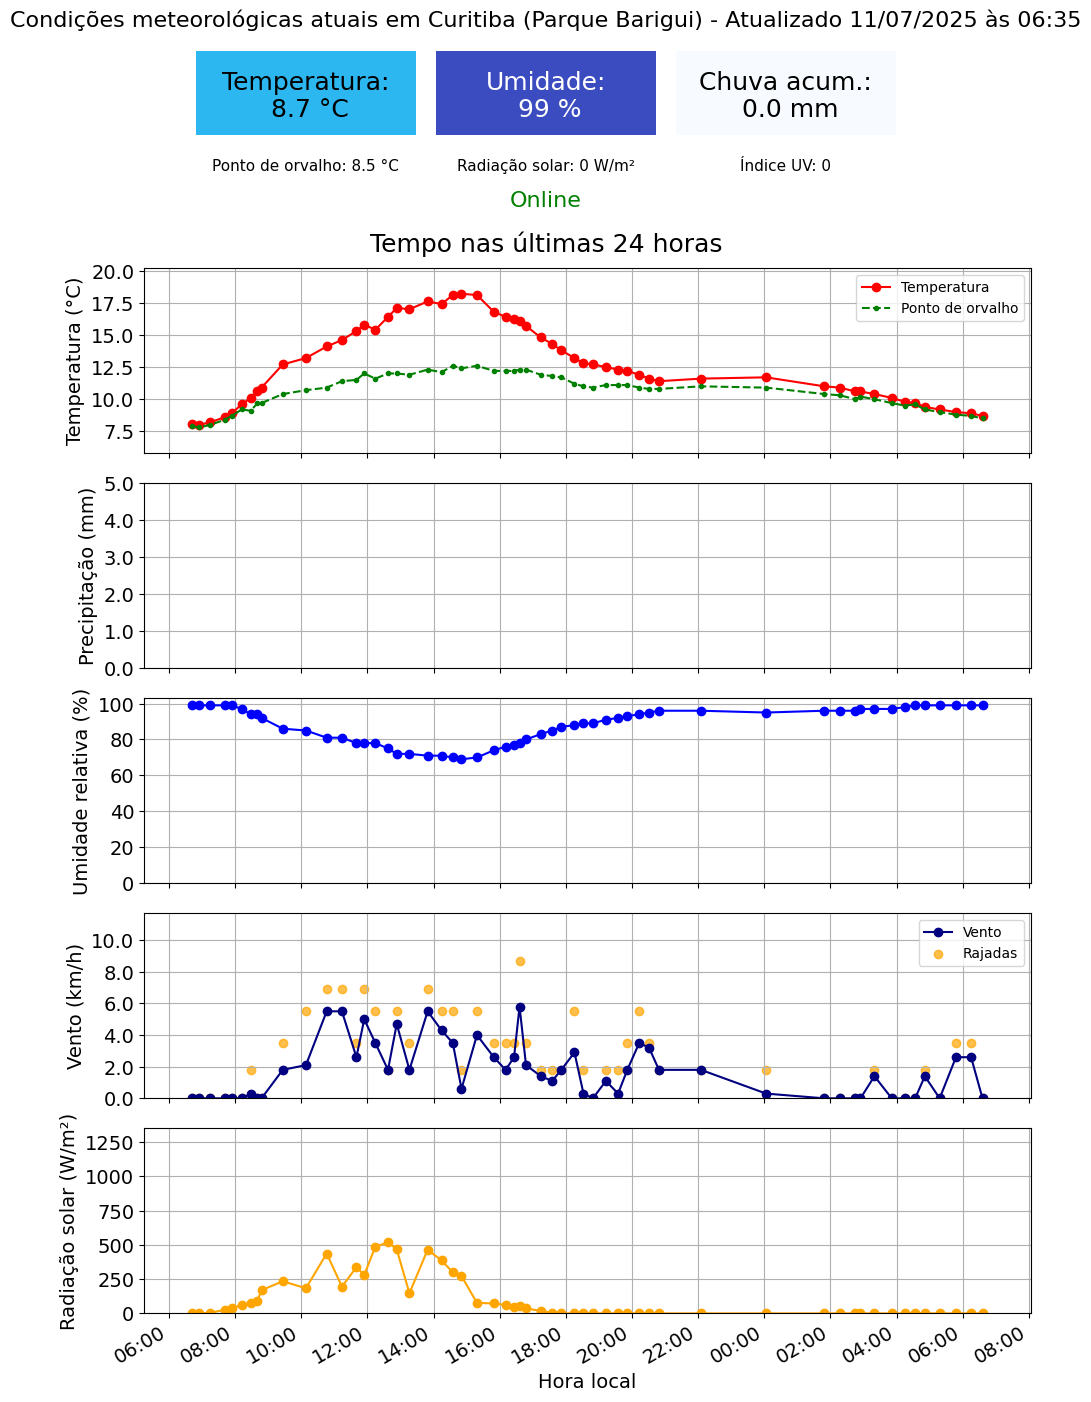 Condições meteorológicas atuais em Curitiba (Parque Barigui) - Atualizado 11/07/2025 às 06:35
Temperatura:
8.7 °C
Umidade:
99 %
Chuva acum.:
0.0 mm
Ponto de orvalho: 8.5 °C
Radiação solar: 0 W/m²
Índice UV: 0
Online
Tempo nas últimas 24 horas
Temperatura (°C)
20.0
17.5
15.0
12.5
10.0
7.5
Temperatura
Ponto de orvalho
Precipitação (mm)
5.0
4.0
3.0
2.0
1.0
0.0
Umidade relativa (%)
100
80
60
40
20
0
Vento (km/h)
10.0
8.0
6.0
4.0
2.0
0.0
Vento
Rajadas
Radiação solar (W/m²)
1250
1000
750
500
250
0
06:00
08:00
10:00
12:00
14:00
16:00
18:00
20:00
22:00
00:00
02:00
04:00
06:00
08:00
Hora local